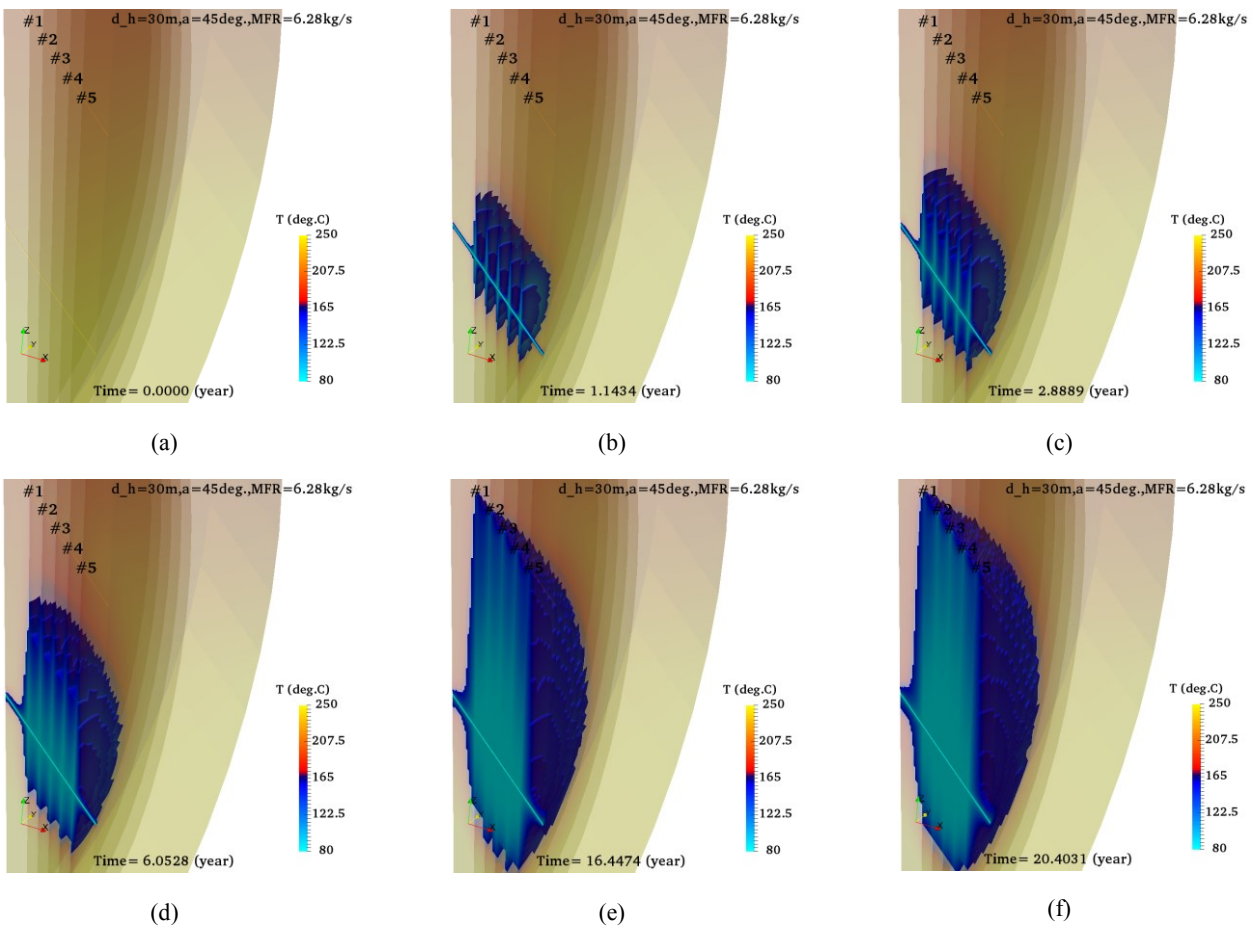 #1 d_h=30m,a=45deg.,MFR=6.28kg/s
#2
#3
#4
#5
T (deg.C)
250
207.5
165
122.5
80
Z
Y
X
Time= 0.0000 (year)
(a)
#1 d_h=30m,a=45deg.,MFR=6.28kg/s
#2
#3
#4
#5
T (deg.C)
250
207.5
165
122.5
80
Z
Y
X
Time= 1.1434 (year)
(b)
#1 d_h=30m,a=45deg.,MFR=6.28kg/s
#2
#3
#4
#5
T (deg.C)
250
207.5
165
122.5
80
Z
Y
X
Time= 2.8889 (year)
(c)
#1 d_h=30m,a=45deg.,MFR=6.28kg/s
#2
#3
#4
#5
T (deg.C)
250
207.5
165
122.5
80
Z
Y
X
Time= 6.0528 (year)
(d)
#1 d_h=30m,a=45deg.,MFR=6.28kg/s
#2
#3
#4
#5
T (deg.C)
250
207.5
165
122.5
80
Z
Y
X
Time= 16.4474 (year)
(e)
#1 d_h=30m,a=45deg.,MFR=6.28kg/s
#2
#3
#4
#5
T (deg.C)
250
207.5
165
122.5
80
Z
Y
X
Time= 20.4031 (year)
(f)